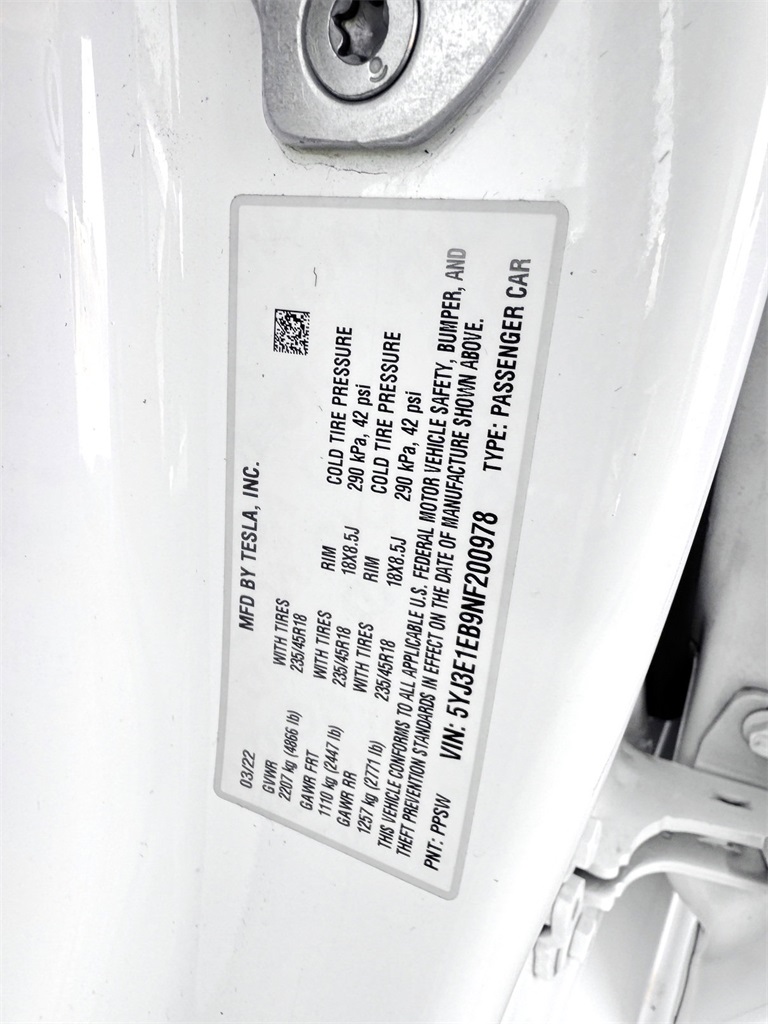 03/22 MFD BY TESLA, INC.
GVWR WITH TIRES
2207 kg (4866 lb) 235/45R18
GAWR FRT WITH TIRES RIM COLD TIRE PRESSURE
1110 kg (2447 lb) 235/45R18 18X8.5J 290 kPa, 42 psi
GAWR RR WITH TIRES RIM COLD TIRE PRESSURE
1257 kg (2771 lb) 235/45R18 18X8.5J 290 kPa, 42 psi
THIS VEHICLE CONFORMS TO ALL APPLICABLE U.S. FEDERAL MOTOR VEHICLE SAFETY, BUMPER, AND
THEFT PREVENTION STANDARDS IN EFFECT ON THE DATE OF MANUFACTURE SHOWN ABOVE.
PNT: PPSW VIN: 5YJ3E1EB9NF200978 TYPE: PASSENGER CAR